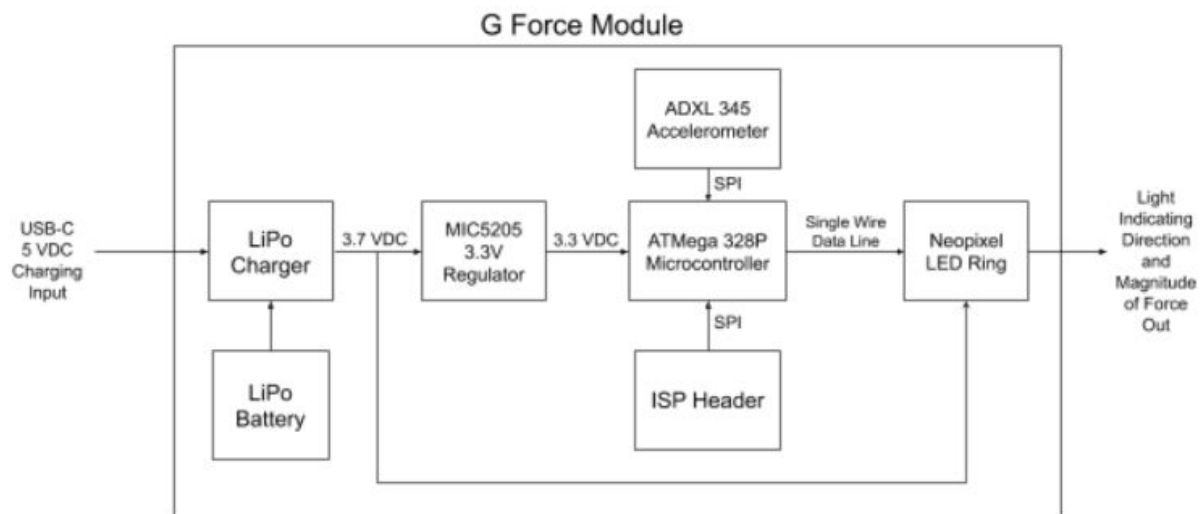 G Force Module
ADXL 345
Accelerometer
SPI
USB-C
5 VDC
Charging
Input
LiPo
Charger
3.7 VDC
MIC5205
3.3V
Regulator
3.3 VDC
ATMega 328P
Microcontroller
Single Wire
Data Line
Neopixel
LED Ring
Light
Indicating
Direction
and
Magnitude
of Force
Out
SPI
LiPo
Battery
ISP Header